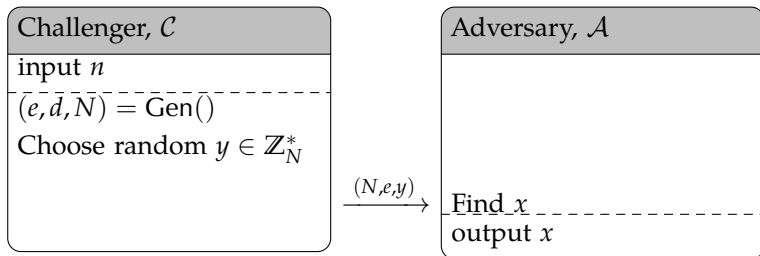 Challenger, 𝒞
input n
(e, d, N) = Gen()
Choose random y ∈ ℤ*_N
(N,e,y)
Adversary, 𝒜
Find x
output x